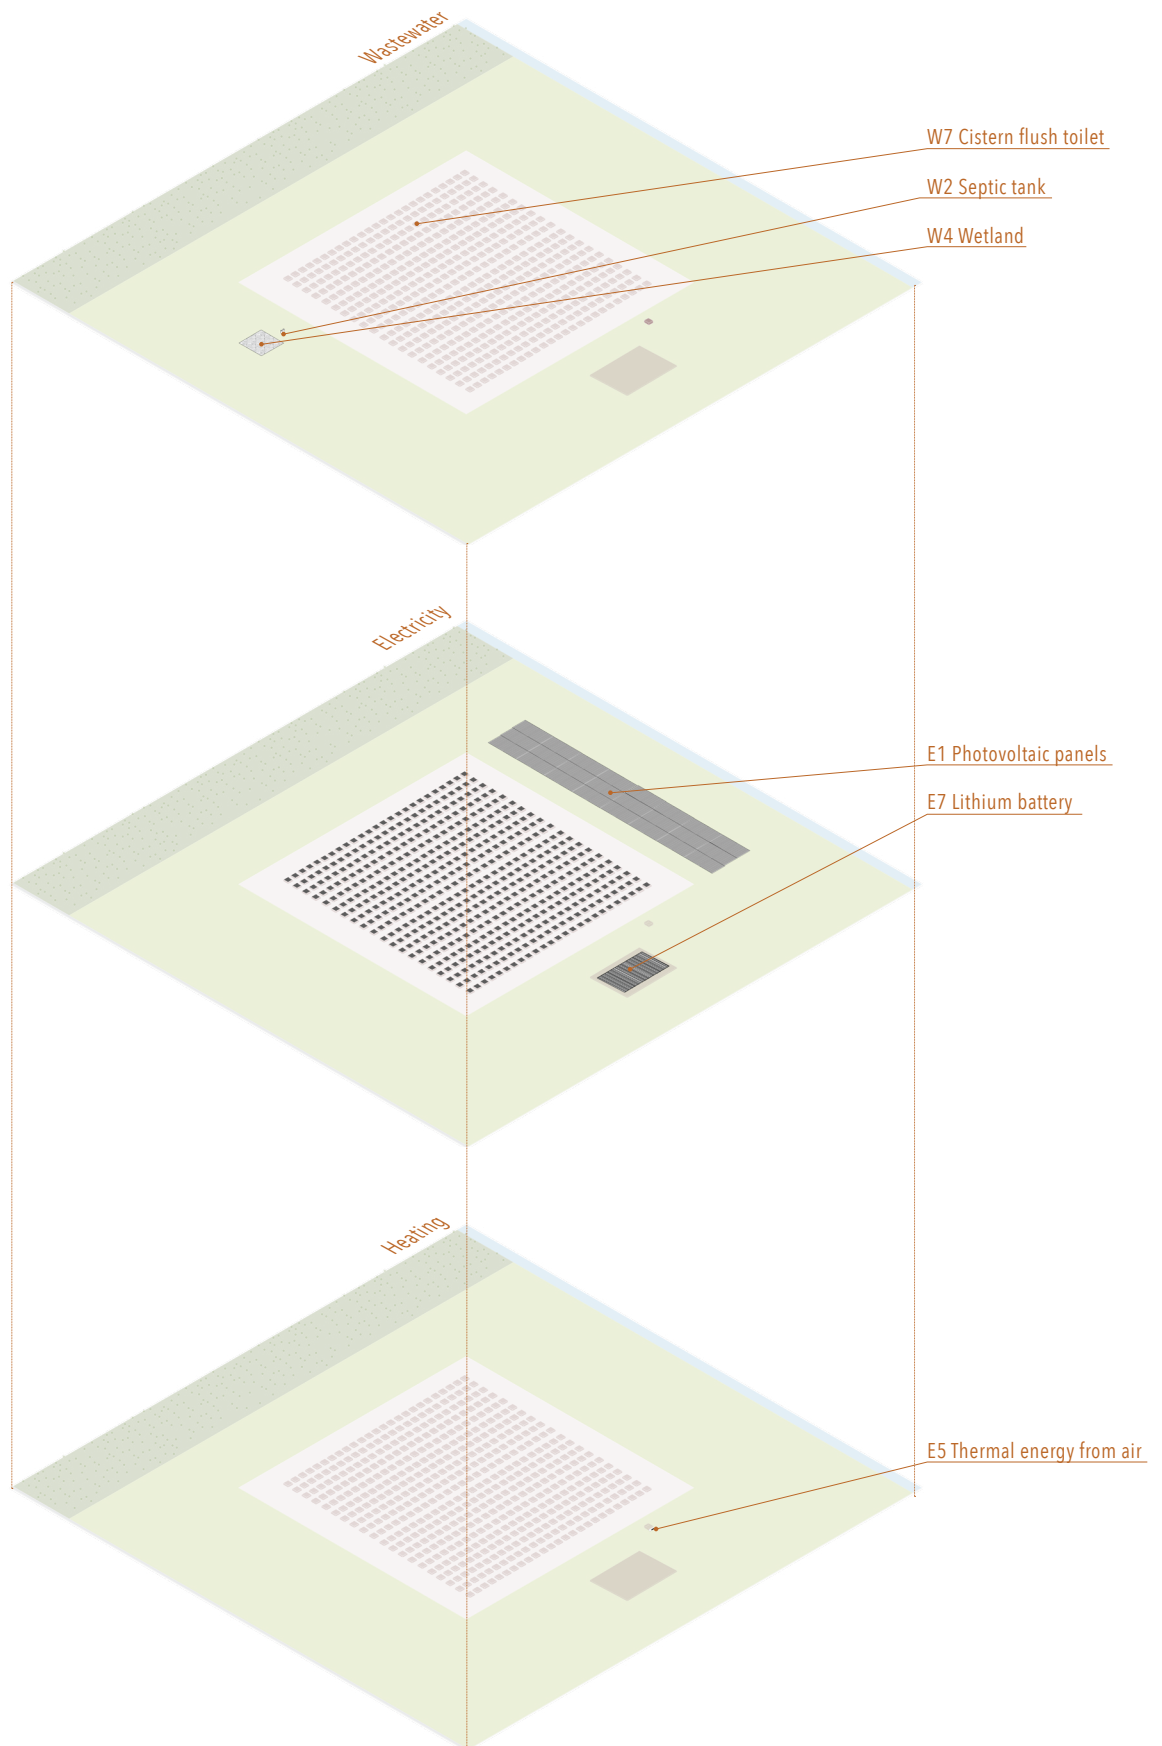 Wastewater
W7 Cistern flush toilet
W2 Septic tank
W4 Wetland
Electricity
E1 Photovoltaic panels
E7 Lithium battery
Heating
E5 Thermal energy from air